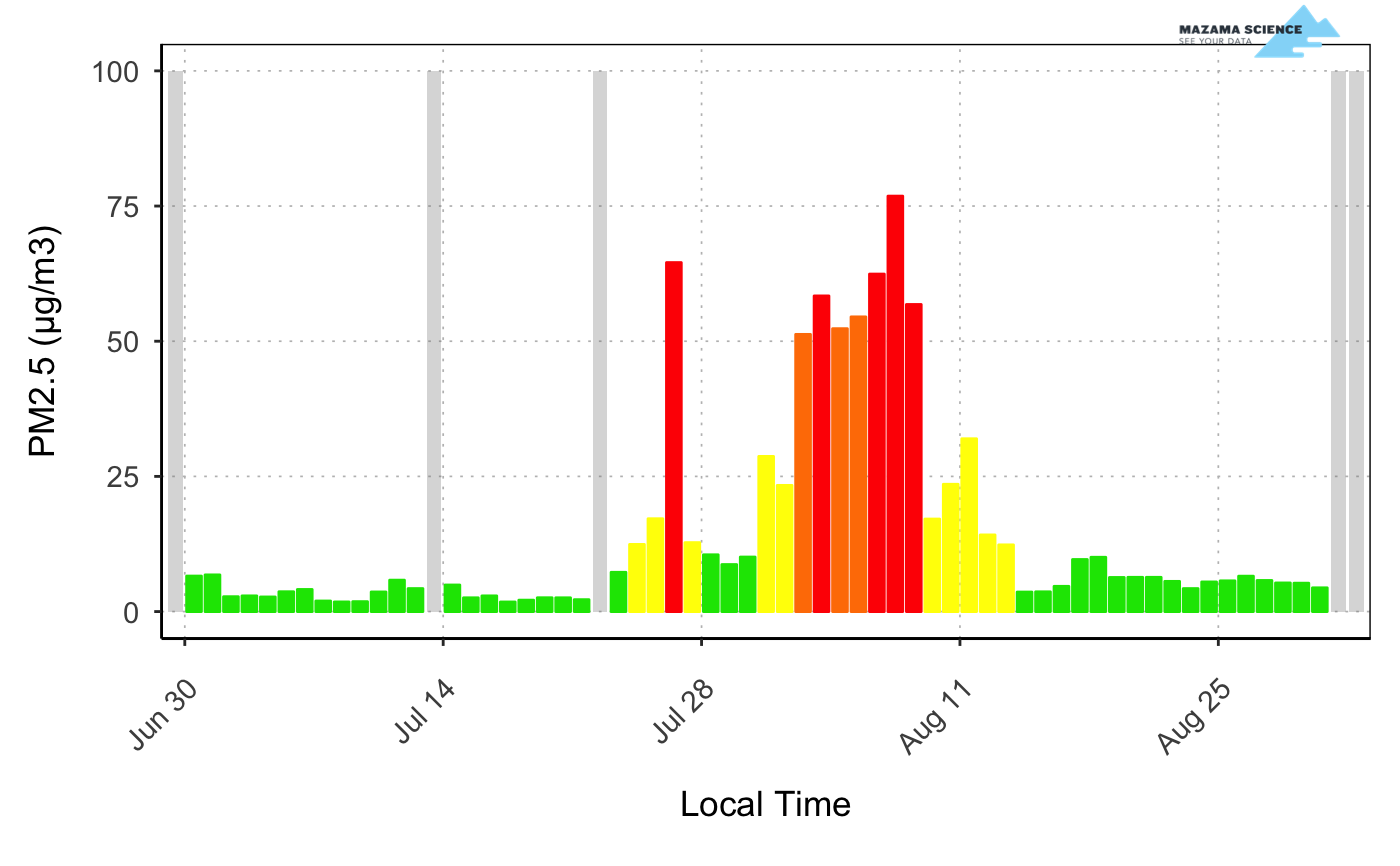 MAZAMA SCIENCE
SEE YOUR DATA
100
75
50
25
0
PM2.5 (µg/m3)
Jun 30
Jul 14
Jul 28
Aug 11
Aug 25
Local Time